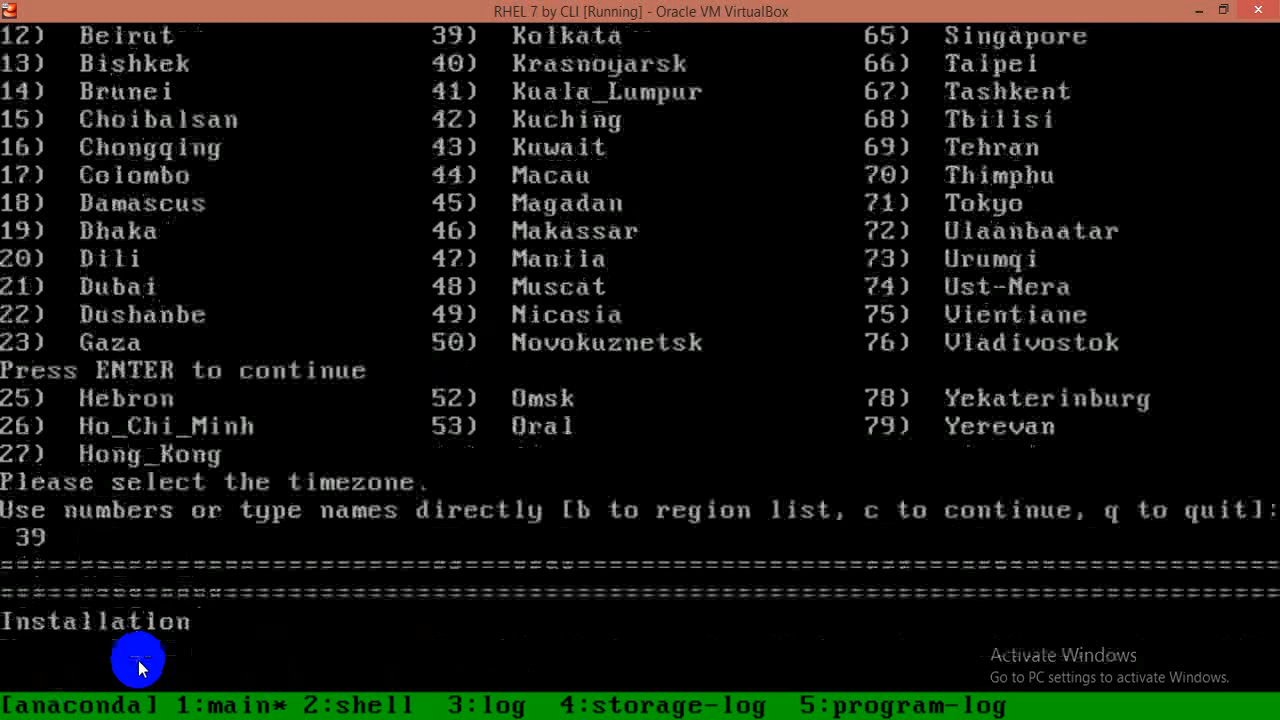 RHEL 7 by CLI [Running] - Oracle VM VirtualBox
12) Beirut 39) Kolkata 65) Singapore
13) Bishkek 40) Krasnoyarsk 66) Taipei
14) Brunei 41) Kuala_Lumpur 67) Tashkent
15) Choibalsan 42) Kuching 68) Tbilisi
16) Chongqing 43) Kuwait 69) Tehran
17) Colombo 44) Macau 70) Thimphu
18) Damascus 45) Magadan 71) Tokyo
19) Dhaka 46) Makassar 72) Ulaanbaatar
20) Dili 47) Manila 73) Urumqi
21) Dubai 48) Muscat 74) Ust-Nera
22) Dushanbe 49) Nicosia 75) Vientiane
23) Gaza 50) Novokuznetsk 76) Vladivostok
Press ENTER to continue
25) Hebron 52) Omsk 78) Yekaterinburg
26) Ho_Chi_Minh 53) Oral 79) Yerevan
27) Hong_Kong
Please select the timezone.
Use numbers or type names directly [b to region list, c to continue, q to quit]:
39
================================================================================
================================================================================
Installation
Activate Windows
Go to PC settings to activate Windows.
[anaconda] 1:main* 2:shell 3:log 4:storage-log 5:program-log